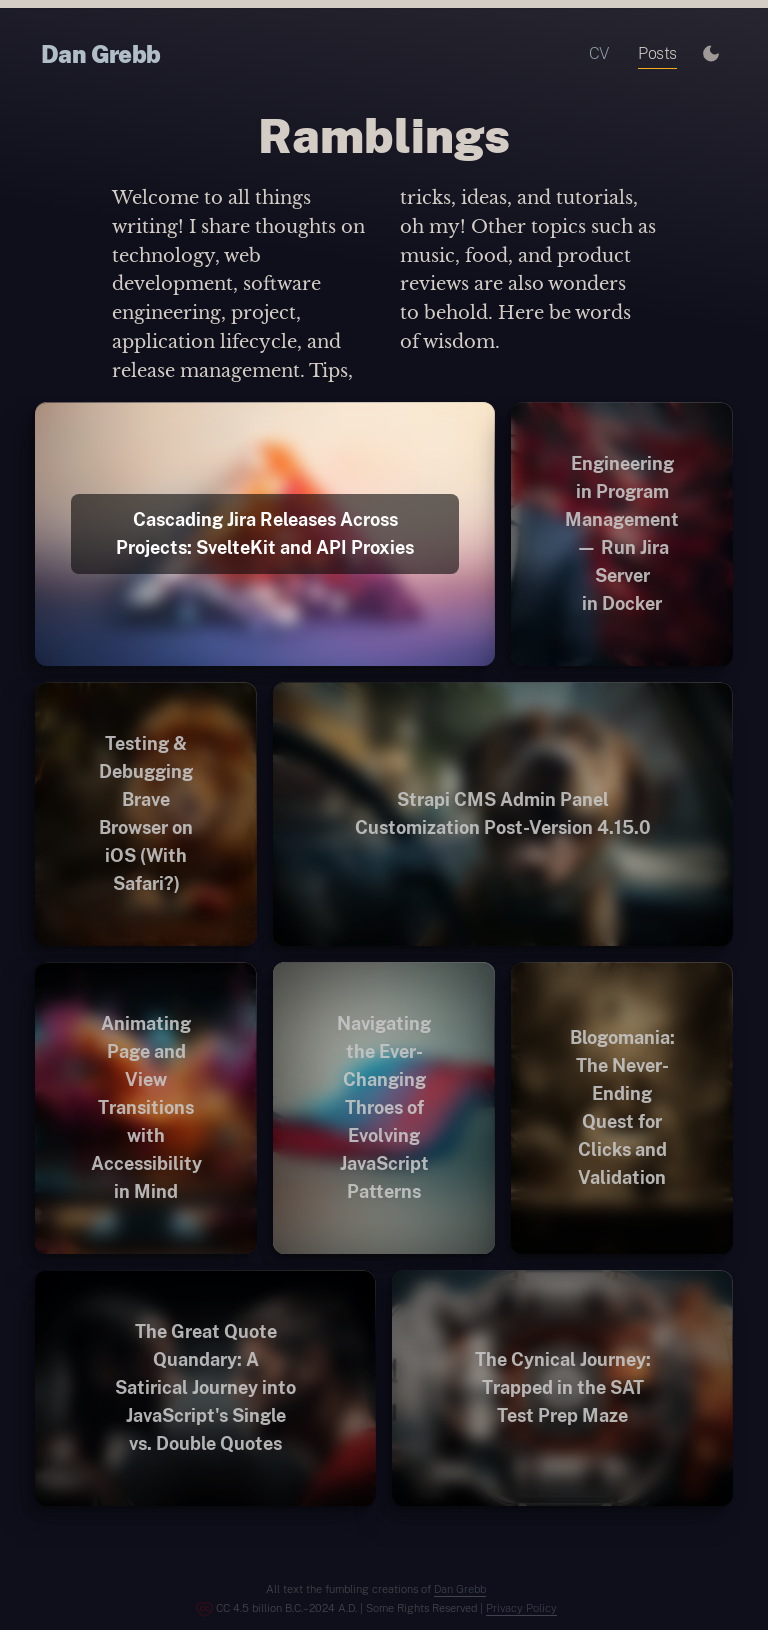 Dan Grebb
CV
Posts
Ramblings
Welcome to all things
writing! I share thoughts on
technology, web
development, software
engineering, project,
application lifecycle, and
release management. Tips,
tricks, ideas, and tutorials,
oh my! Other topics such as
music, food, and product
reviews are also wonders
to behold. Here be words
of wisdom.
Cascading Jira Releases Across
Projects: SvelteKit and API Proxies
Engineering
in Program
Management
— Run Jira
Server
in Docker
Testing &
Debugging
Brave
Browser on
iOS (With
Safari?)
Strapi CMS Admin Panel
Customization Post-Version 4.15.0
Animating
Page and
View
Transitions
with
Accessibility
in Mind
Navigating
the Ever-
Changing
Throes of
Evolving
JavaScript
Patterns
Blogomania:
The Never-
Ending
Quest for
Clicks and
Validation
The Great Quote
Quandary: A
Satirical Journey into
JavaScript's Single
vs. Double Quotes
The Cynical Journey:
Trapped in the SAT
Test Prep Maze
All text the fumbling creations of Dan Grebb
CC 4.5 billion B.C.–2024 A.D. | Some Rights Reserved | Privacy Policy